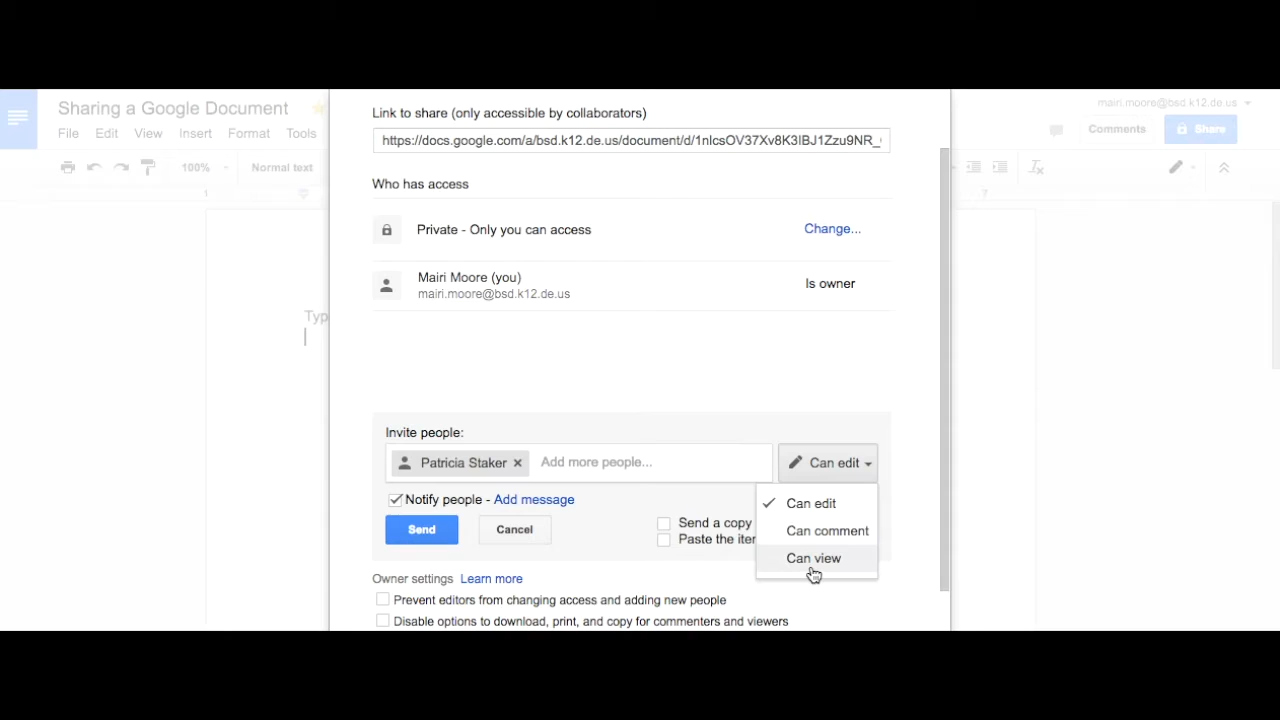 Sharing a Google Document
mairi.moore@bsd.k12.de.us
File Edit View Insert Format Tools
Comments
Share
100%
Normal text
1
7
Link to share (only accessible by collaborators)
https://docs.google.com/a/bsd.k12.de.us/document/d/1nlcsOV37Xv8K3IBJ1Zzu9NR_
Who has access
Private - Only you can access
Change...
Mairi Moore (you)
mairi.moore@bsd.k12.de.us
Is owner
Typ
Invite people:
Patricia Staker × Add more people...
Can edit
Notify people - Add message
Send
Cancel
Send a copy
Paste the iter
Can edit
Can comment
Can view
Owner settings Learn more
Prevent editors from changing access and adding new people
Disable options to download, print, and copy for commenters and viewers